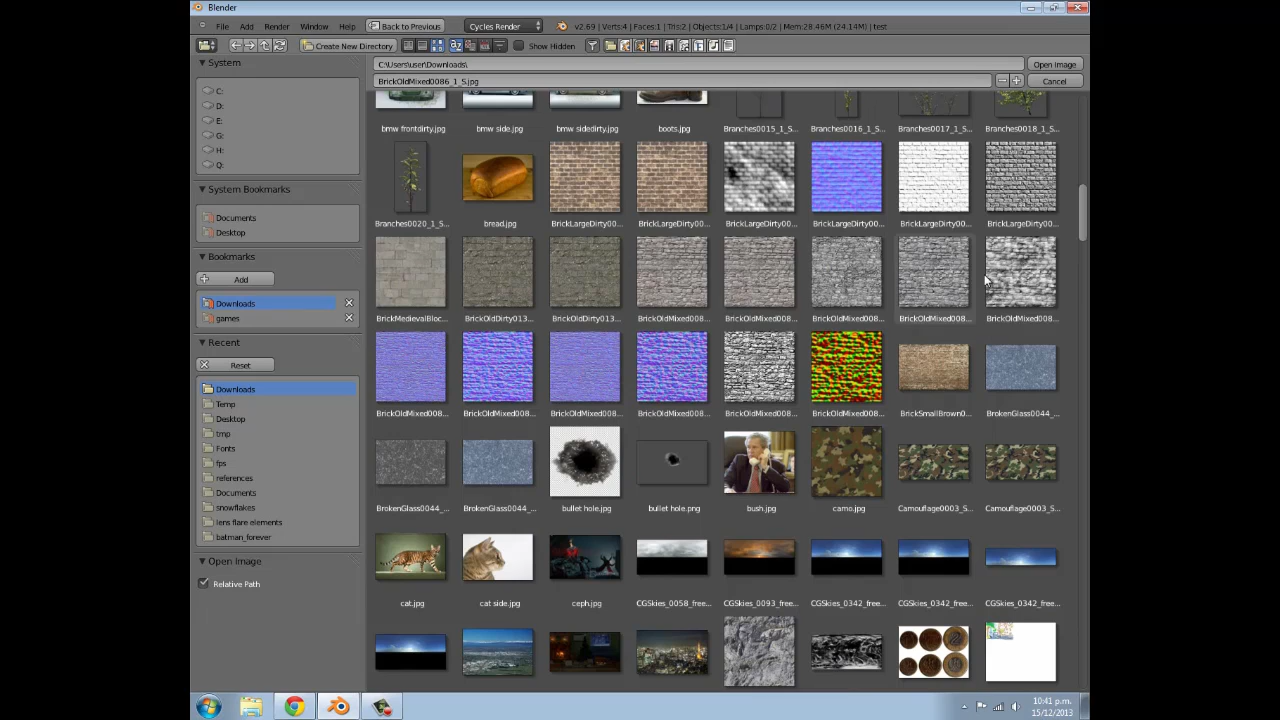 Blender
File Add Render Window Help Back to Previous Cycles Render v2.69 | Verts:4 | Faces:1 | Tris:2 | Objects:1/4 | Lamps:0/2 | Mem:28.46M (24.14M) | test
Create New Directory Show Hidden
System
C:
D:
E:
G:
H:
Q:
System Bookmarks
Documents
Desktop
Bookmarks
Add
Downloads
games
Recent
Reset
Downloads
Temp
Desktop
tmp
Fonts
fps
references
Documents
snowflakes
lens flare elements
batman_forever
Open Image
Relative Path
C:\Users\user\Downloads\ Open Image
BrickOldMixed0086_1_S.jpg Cancel
bmw frontdirty.jpg bmw side.jpg bmw sidedirty.jpg boots.jpg Branches0015_1_S... Branches0016_1_S... Branches0017_1_S... Branches0018_1_S...
Branches0020_1_S... bread.jpg BrickLargeDirty00... BrickLargeDirty00... BrickLargeDirty00... BrickLargeDirty00... BrickLargeDirty00... BrickLargeDirty00...
BrickMedievalBloc... BrickOldDirty013... BrickOldDirty013... BrickOldMixed008... BrickOldMixed008... BrickOldMixed008... BrickOldMixed008... BrickOldMixed008...
BrickOldMixed008... BrickOldMixed008... BrickOldMixed008... BrickOldMixed008... BrickOldMixed008... BrickOldMixed008... BrickSmallBrown0... BrokenGlass0044_...
BrokenGlass0044_... BrokenGlass0044_... bullet hole.jpg bullet hole.png bush.jpg camo.jpg Camouflage0003_S... Camouflage0003_S...
cat.jpg cat side.jpg ceph.jpg CGSkies_0058_free... CGSkies_0093_free... CGSkies_0342_free... CGSkies_0342_free... CGSkies_0342_free...
10:41 p.m.
15/12/2013